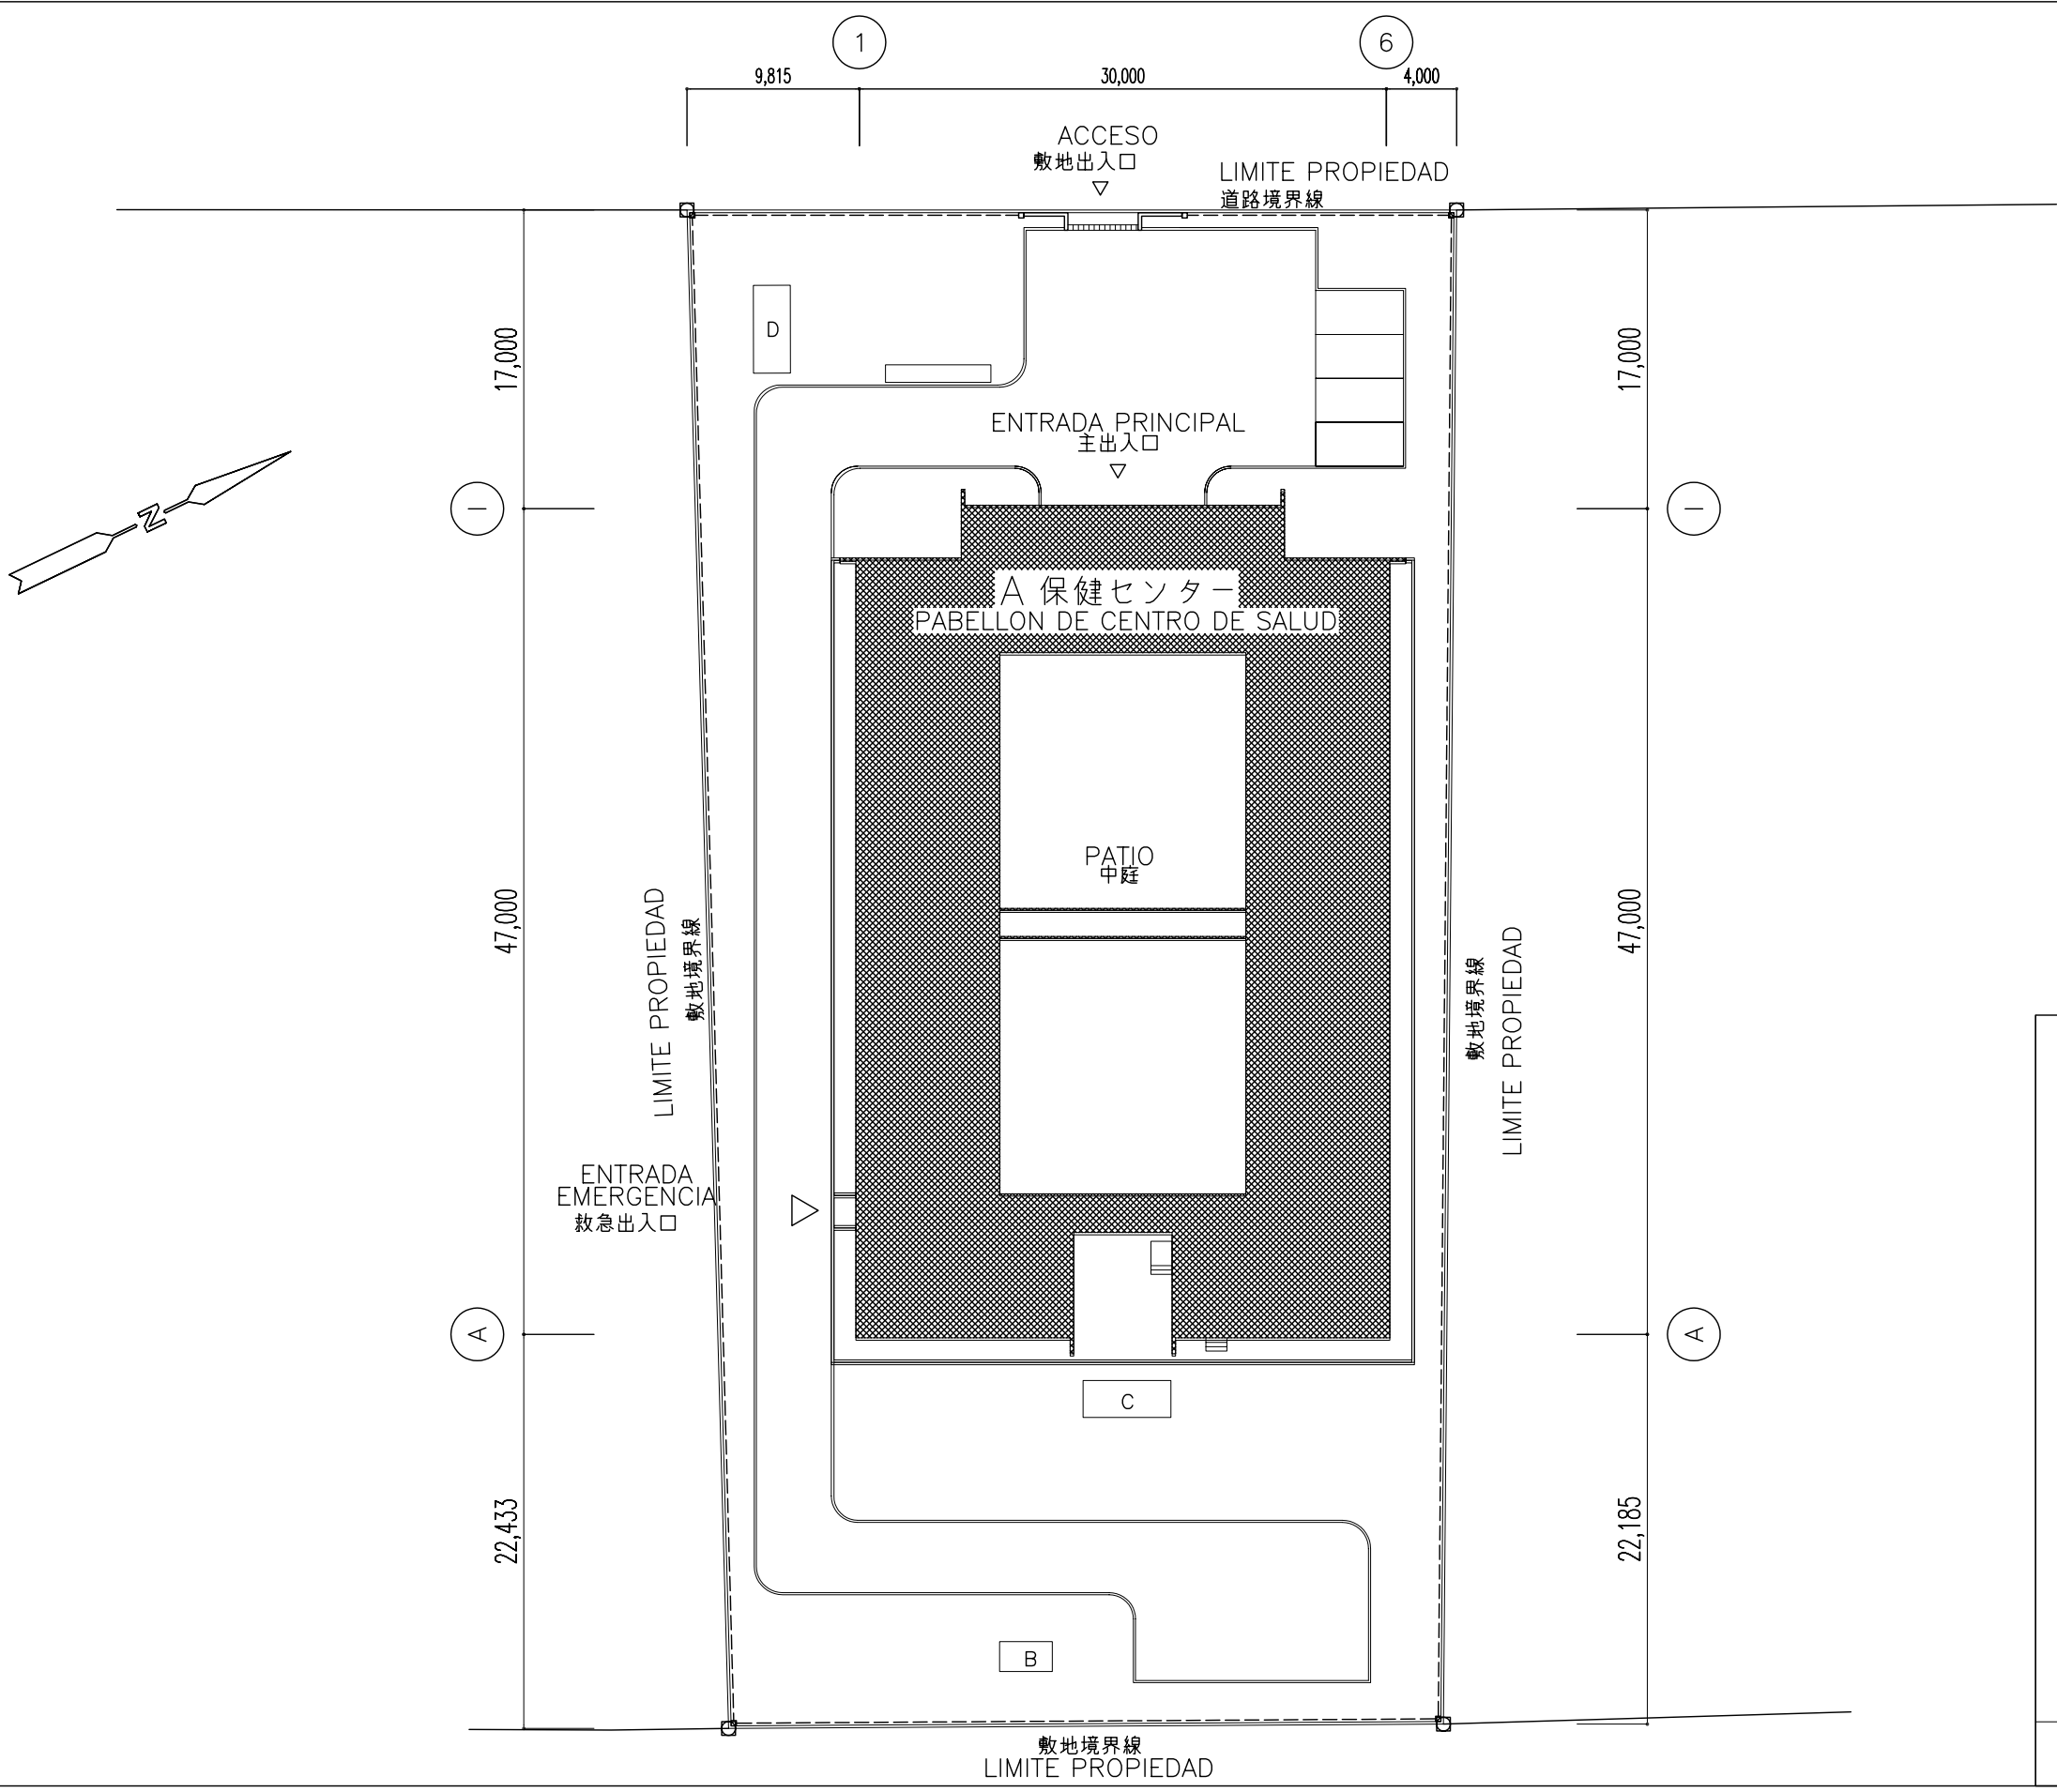 1
6
9,815
30,000
4,000
ACCESO
敷地出入口
LIMITE PROPIEDAD
道路境界線
17,000
17,000
D
ENTRADA PRINCIPAL
主出入口
N
I
I
A 保健センター
PABELLON DE CENTRO DE SALUD
PATIO
中庭
47,000
47,000
LIMITE PROPIEDAD
敷地境界線
敷地境界線
LIMITE PROPIEDAD
ENTRADA
EMERGENCIA
救急出入口
A
A
C
22,433
22,185
B
敷地境界線
LIMITE PROPIEDAD